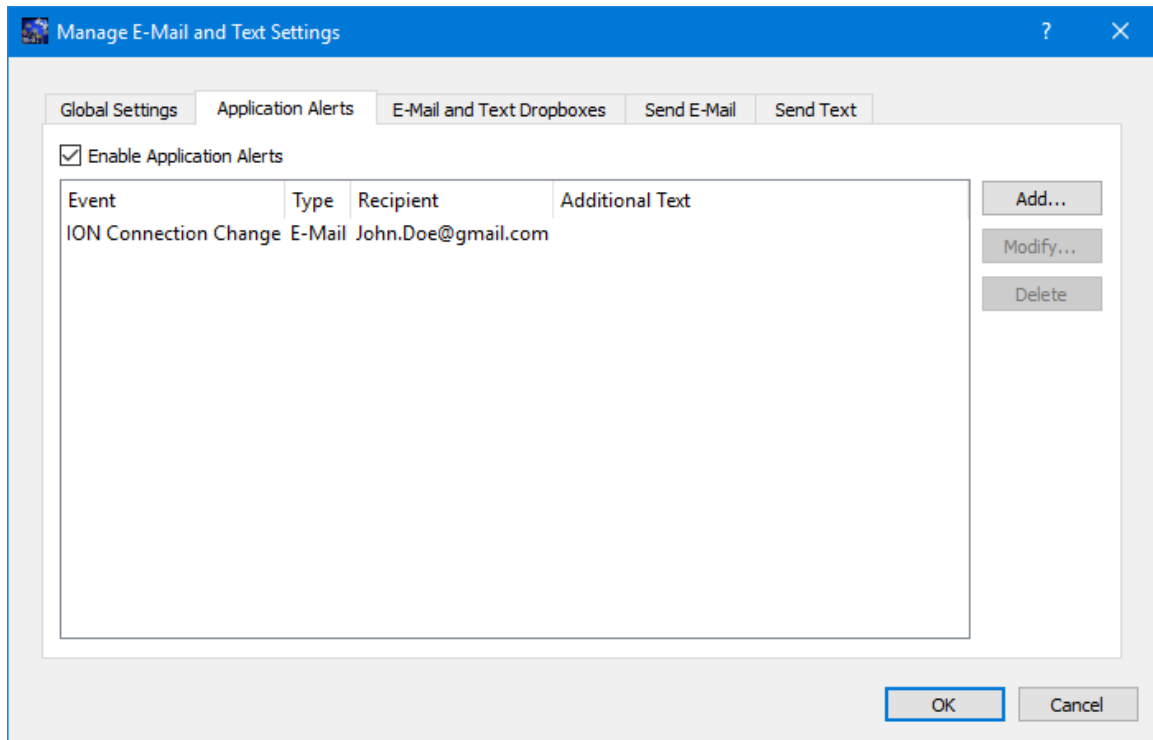 Manage E-Mail and Text Settings ?
Global Settings Application Alerts E-Mail and Text Dropboxes Send E-Mail Send Text
Enable Application Alerts
Event Type Recipient Additional Text Add...
ION Connection Change E-Mail John.Doe@gmail.com
Modify...
Delete
OK Cancel